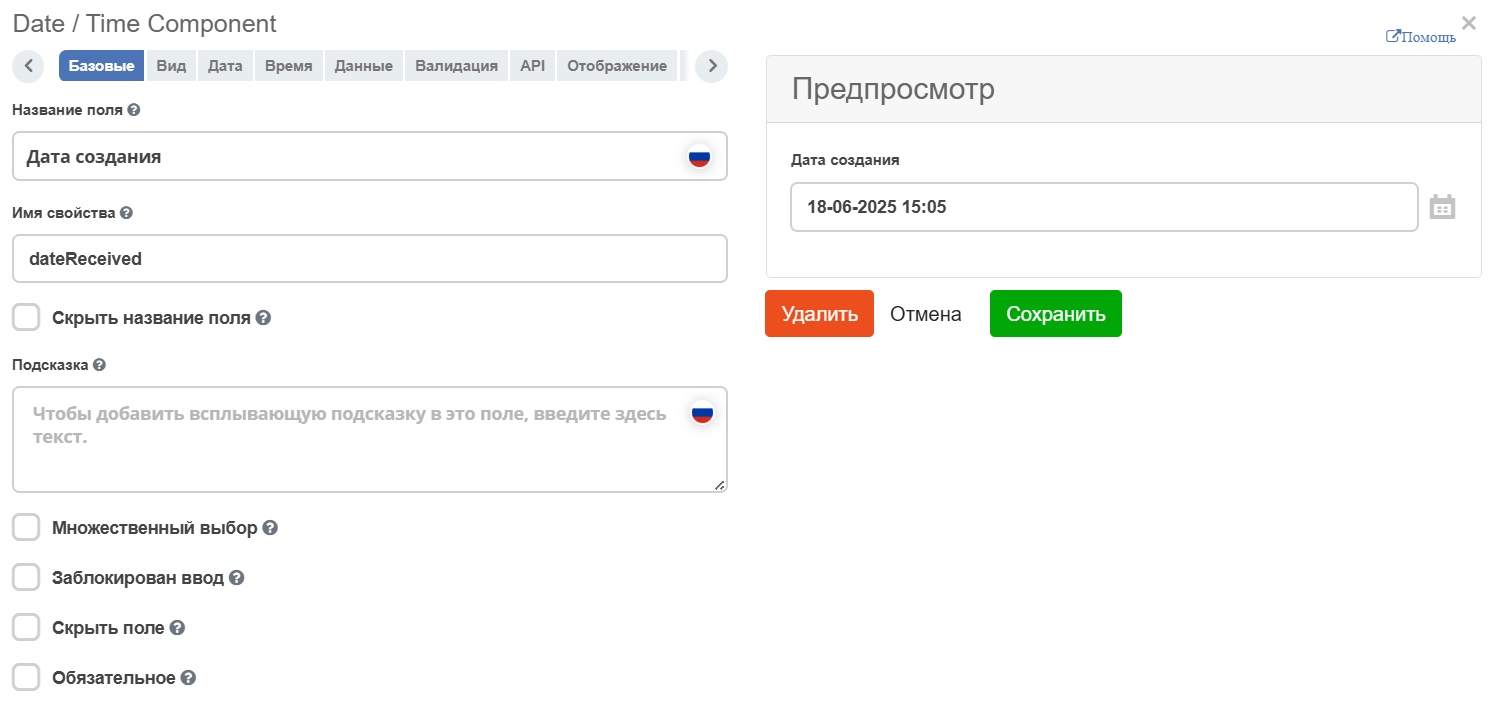 Date / Time Component
Помощь
Базовые Вид Дата Время Данные Валидация API Отображение
Название поля
Дата создания
Имя свойства
dateReceived
Скрыть название поля
Подсказка
Чтобы добавить всплывающую подсказку в это поле, введите здесь
текст.
Множественный выбор
Заблокирован ввод
Скрыть поле
Обязательное
Предпросмотр
Дата создания
18-06-2025 15:05
Удалить Отмена Сохранить